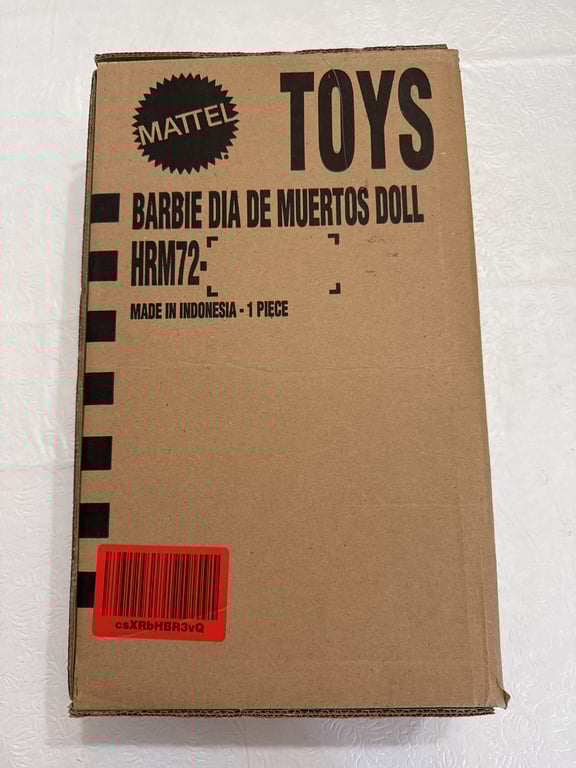 MATTEL
TOYS
BARBIE DIA DE MUERTOS DOLL
HRM72-
MADE IN INDONESIA - 1 PIECE
csXRbHBR3vQ